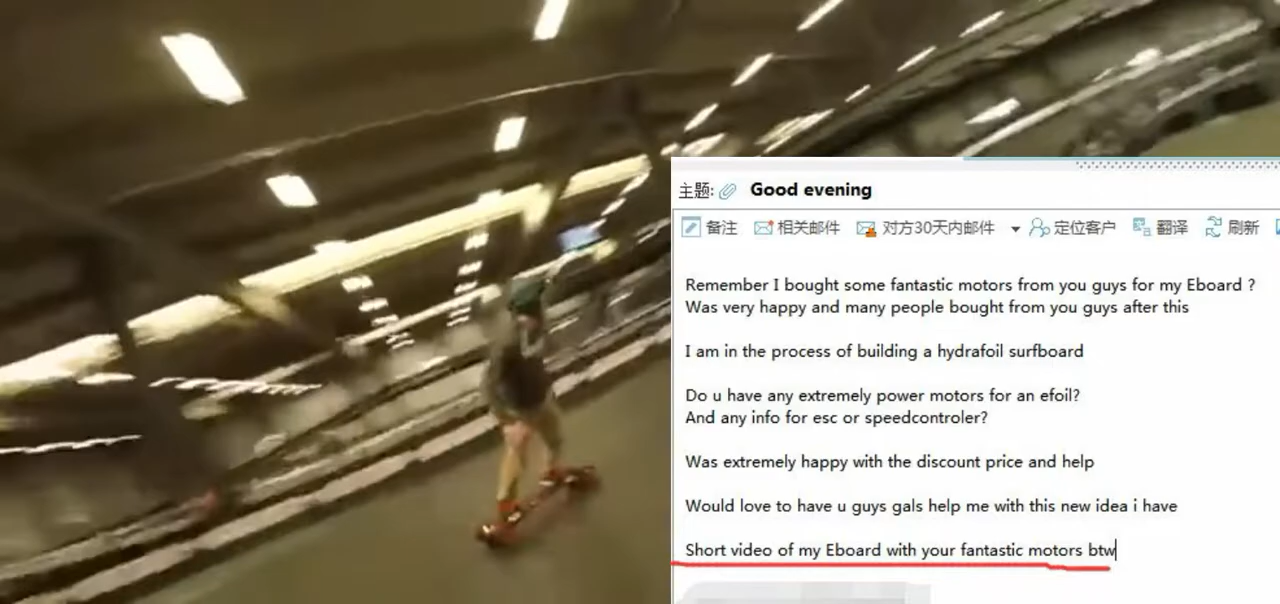 主题: Good evening
备注 相关邮件 对方30天内邮件 定位客户 翻译 刷新
Remember I bought some fantastic motors from you guys for my Eboard ?
Was very happy and many people bought from you guys after this
I am in the process of building a hydrafoil surfboard
Do u have any extremely power motors for an efoil?
And any info for esc or speedcontroler?
Was extremely happy with the discount price and help
Would love to have u guys gals help me with this new idea i have
Short video of my Eboard with your fantastic motors btw